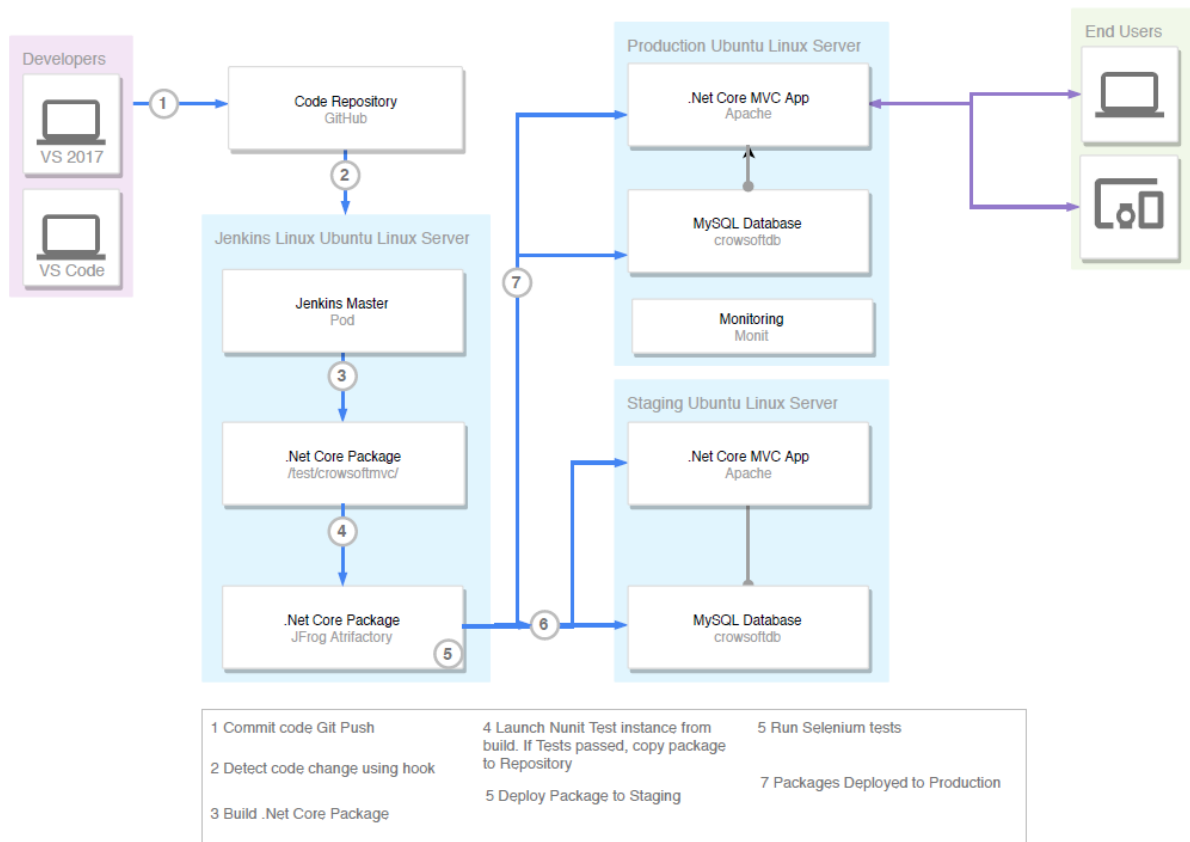 Developers
VS 2017
VS Code
1
Code Repository
GitHub
2
Jenkins Linux Ubuntu Linux Server
Jenkins Master
Pod
3
.Net Core Package
/test/crowsoftmvc/
4
.Net Core Package
JFrog Atrifactory
5
6
7
Production Ubuntu Linux Server
.Net Core MVC App
Apache
MySQL Database
crowsoftdb
Monitoring
Monit
Staging Ubuntu Linux Server
.Net Core MVC App
Apache
MySQL Database
crowsoftdb
End Users
1 Commit code Git Push
2 Detect code change using hook
3 Build .Net Core Package
4 Launch Nunit Test instance from
build. If Tests passed, copy package
to Repository
5 Deploy Package to Staging
5 Run Selenium tests
7 Packages Deployed to Production